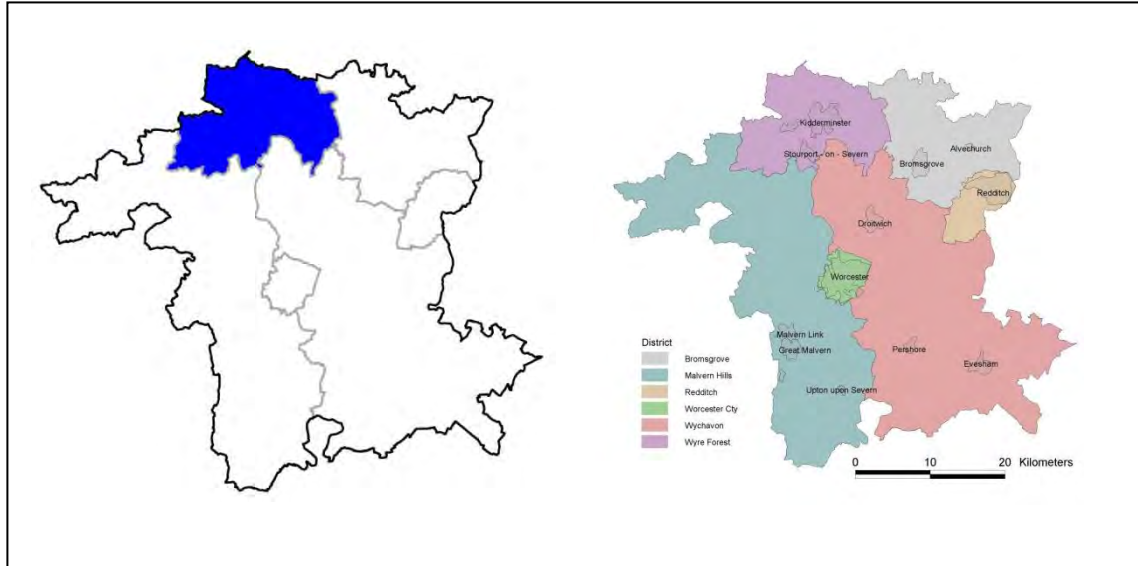 Kidderminster
Stourport - on - Severn
Alvechurch
Bromsgrove
Redditch
Droitwich
Worcester
Malvern Link
Great Malvern
Pershore
Evesham
Upton upon Severn
District
Bromsgrove
Malvern Hills
Redditch
Worcester Cty
Wychavon
Wyre Forest
0 10 20 Kilometers